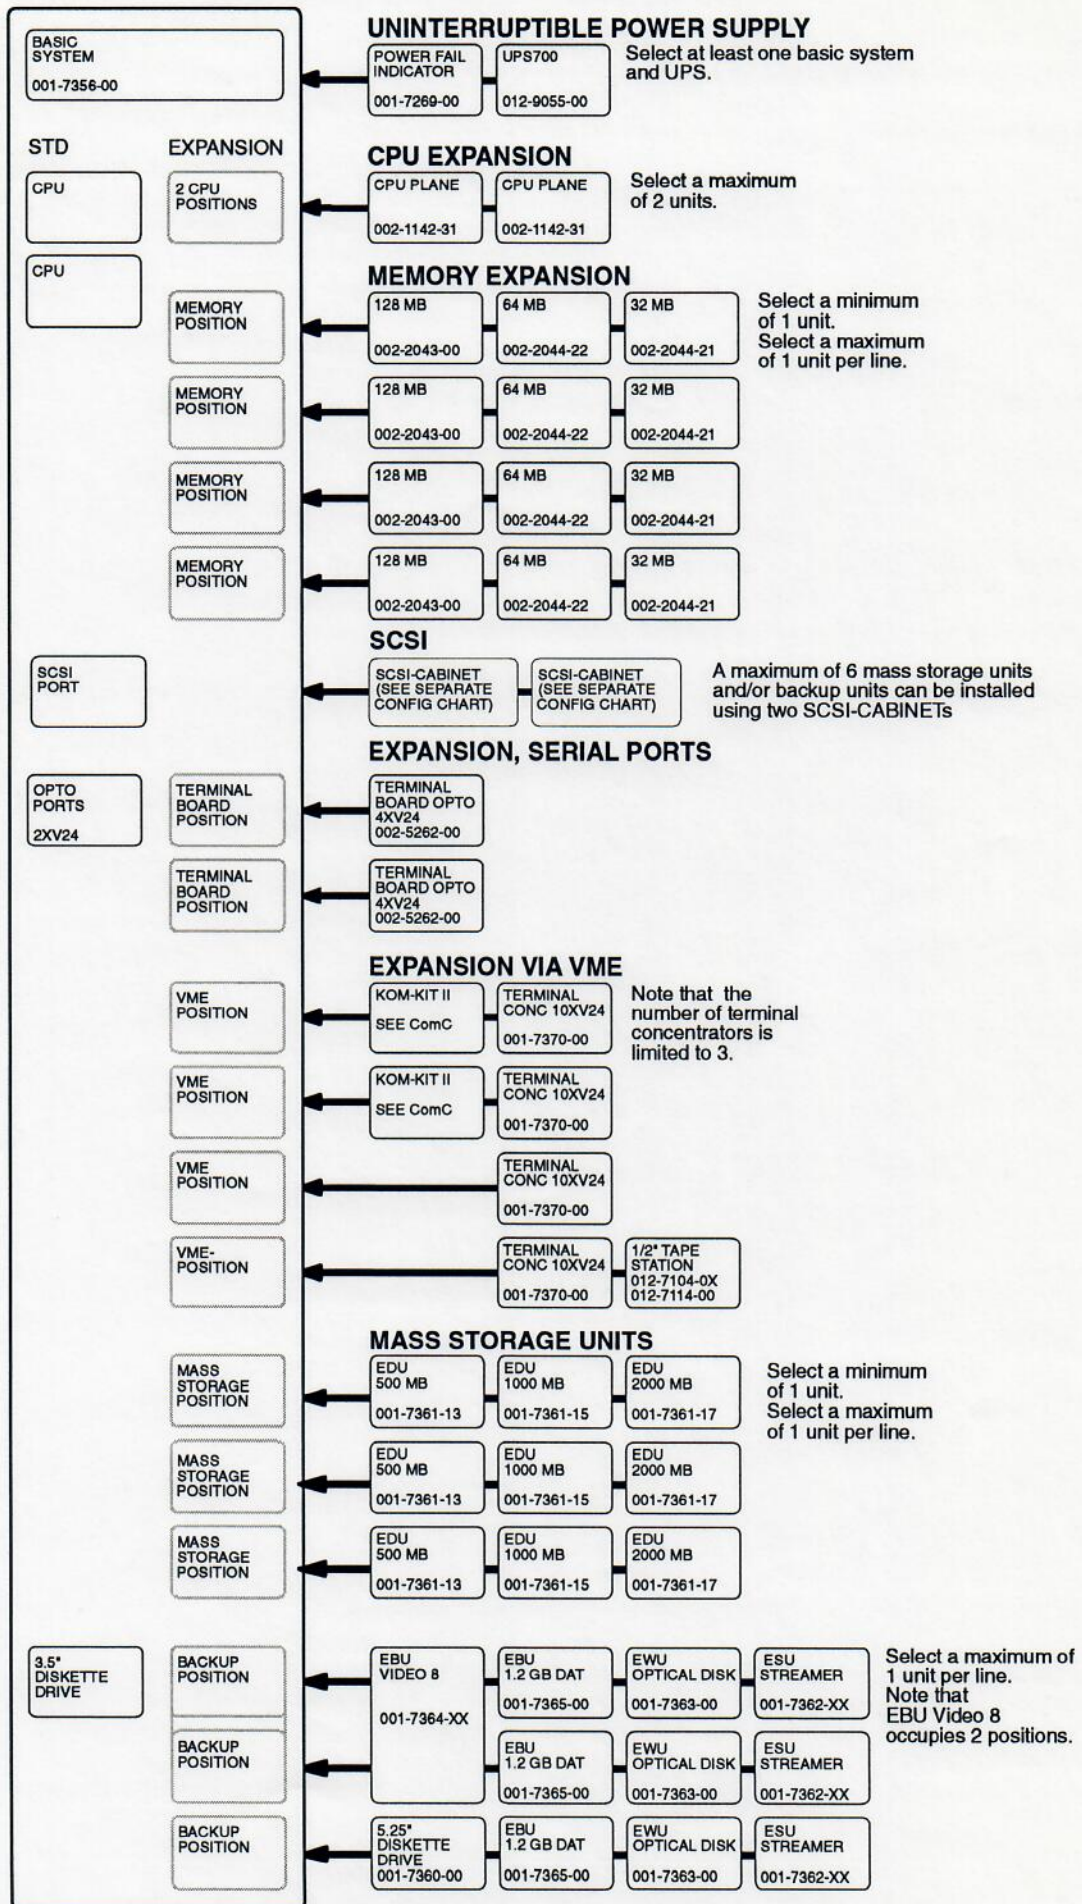 UNINTERRUPTIBLE POWER SUPPLY
BASIC
SYSTEM
001-7356-00
POWER FAIL
INDICATOR
001-7269-00
UPS700
012-9055-00
Select at least one basic system
and UPS.
STD
EXPANSION
CPU EXPANSION
CPU
2 CPU
POSITIONS
CPU PLANE
002-1142-31
CPU PLANE
002-1142-31
Select a maximum
of 2 units.
CPU
MEMORY EXPANSION
MEMORY
POSITION
128 MB
002-2043-00
64 MB
002-2044-22
32 MB
002-2044-21
Select a minimum
of 1 unit.
Select a maximum
of 1 unit per line.
MEMORY
POSITION
128 MB
002-2043-00
64 MB
002-2044-22
32 MB
002-2044-21
MEMORY
POSITION
128 MB
002-2043-00
64 MB
002-2044-22
32 MB
002-2044-21
MEMORY
POSITION
128 MB
002-2043-00
64 MB
002-2044-22
32 MB
002-2044-21
SCSI
SCSI
PORT
SCSI-CABINET
(SEE SEPARATE
CONFIG CHART)
SCSI-CABINET
(SEE SEPARATE
CONFIG CHART)
A maximum of 6 mass storage units
and/or backup units can be installed
using two SCSI-CABINETs
EXPANSION, SERIAL PORTS
OPTO
PORTS
2XV24
TERMINAL
BOARD
POSITION
TERMINAL
BOARD OPTO
4XV24
002-5262-00
TERMINAL
BOARD
POSITION
TERMINAL
BOARD OPTO
4XV24
002-5262-00
EXPANSION VIA VME
VME
POSITION
KOM-KIT II
SEE ComC
TERMINAL
CONC 10XV24
001-7370-00
Note that the
number of terminal
concentrators is
limited to 3.
VME
POSITION
KOM-KIT II
SEE ComC
TERMINAL
CONC 10XV24
001-7370-00
VME
POSITION
TERMINAL
CONC 10XV24
001-7370-00
VME-
POSITION
TERMINAL
CONC 10XV24
001-7370-00
1/2" TAPE
STATION
012-7104-0X
012-7114-00
MASS STORAGE UNITS
MASS
STORAGE
POSITION
EDU
500 MB
001-7361-13
EDU
1000 MB
001-7361-15
EDU
2000 MB
001-7361-17
Select a minimum
of 1 unit.
Select a maximum
of 1 unit per line.
MASS
STORAGE
POSITION
EDU
500 MB
001-7361-13
EDU
1000 MB
001-7361-15
EDU
2000 MB
001-7361-17
MASS
STORAGE
POSITION
EDU
500 MB
001-7361-13
EDU
1000 MB
001-7361-15
EDU
2000 MB
001-7361-17
3.5"
DISKETTE
DRIVE
BACKUP
POSITION
EBU
VIDEO 8
001-7364-XX
EBU
1.2 GB DAT
001-7365-00
EWU
OPTICAL DISK
001-7363-00
ESU
STREAMER
001-7362-XX
Select a maximum of
1 unit per line.
Note that
EBU Video 8
occupies 2 positions.
BACKUP
POSITION
EBU
1.2 GB DAT
001-7365-00
EWU
OPTICAL DISK
001-7363-00
ESU
STREAMER
001-7362-XX
BACKUP
POSITION
5.25"
DISKETTE
DRIVE
001-7360-00
EBU
1.2 GB DAT
001-7365-00
EWU
OPTICAL DISK
001-7363-00
ESU
STREAMER
001-7362-XX